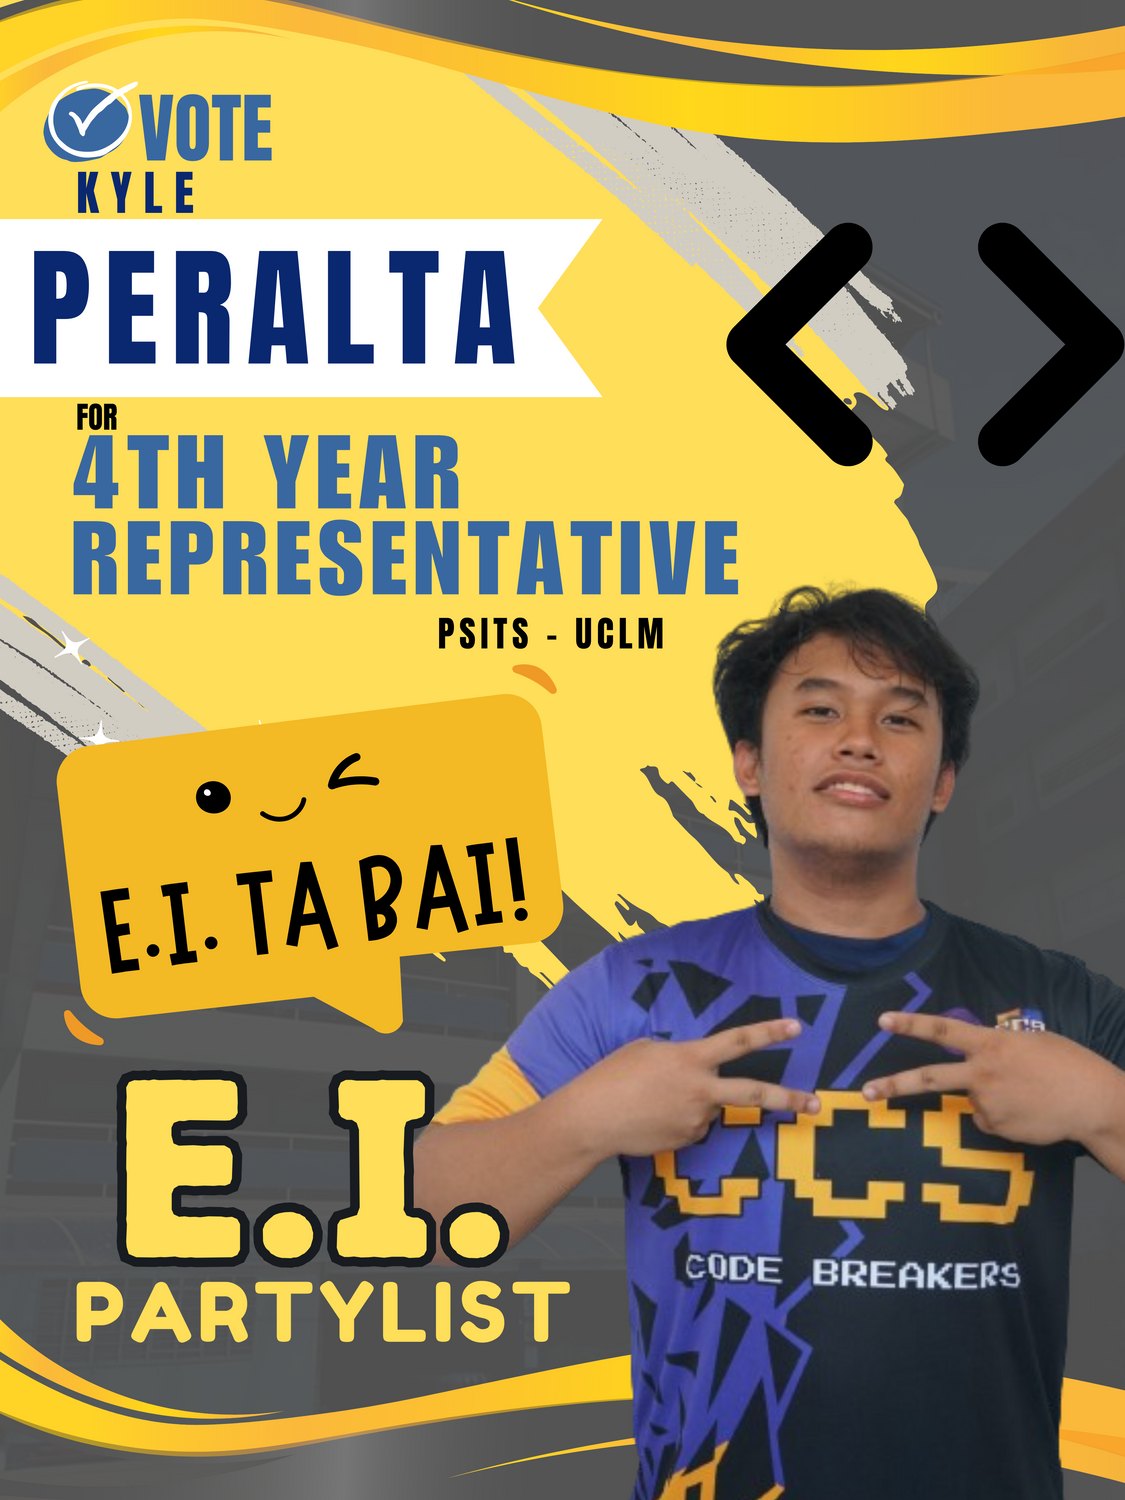 VOTE
KYLE
PERALTA
FOR
4TH YEAR
REPRESENTATIVE
PSITS - UCLM
E.I. TA BAI!
E.I.
PARTYLIST
CCS
CODE BREAKERS